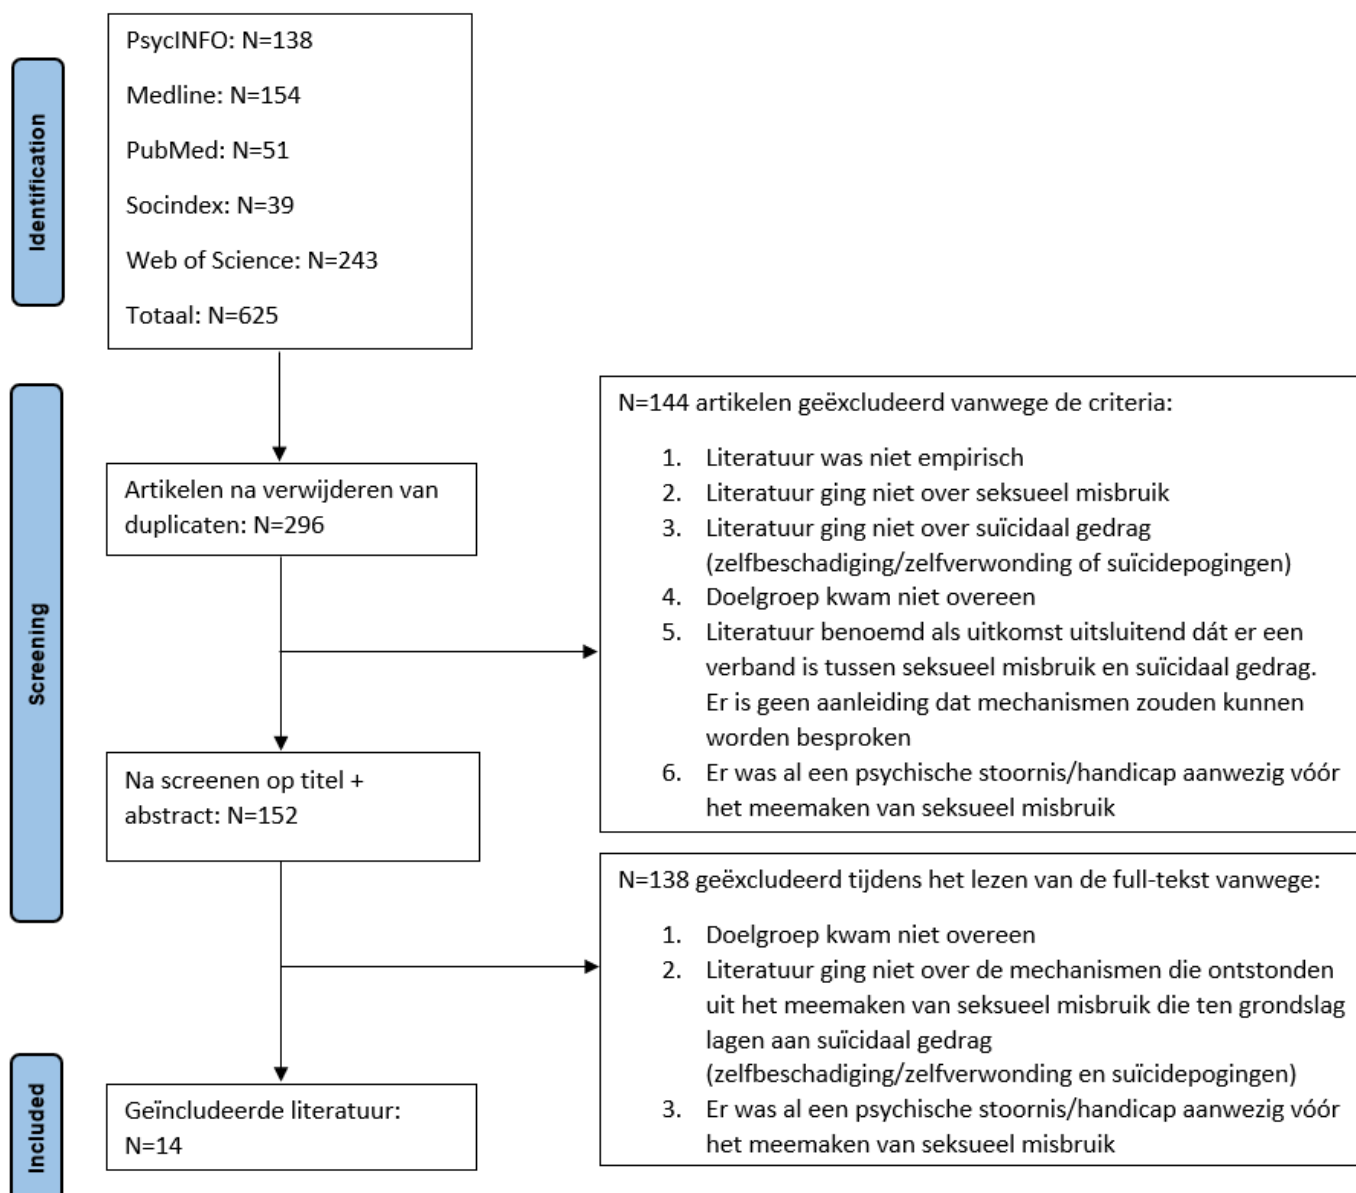 Identification
PsycINFO: N=138
Medline: N=154
PubMed: N=51
Socindex: N=39
Web of Science: N=243
Totaal: N=625
Screening
Artikelen na verwijderen van
duplicaten: N=296
N=144 artikelen geëxcludeerd vanwege de criteria:
1. Literatuur was niet empirisch
2. Literatuur ging niet over seksueel misbruik
3. Literatuur ging niet over suïcidaal gedrag
(zelfbeschadiging/zelfverwonding of suïcidepogingen)
4. Doelgroep kwam niet overeen
5. Literatuur benoemd als uitkomst uitsluitend dát er een
verband is tussen seksueel misbruik en suïcidaal gedrag.
Er is geen aanleiding dat mechanismen zouden kunnen
worden besproken
6. Er was al een psychische stoornis/handicap aanwezig vóór
het meemaken van seksueel misbruik
Na screenen op titel +
abstract: N=152
N=138 geëxcludeerd tijdens het lezen van de full-tekst vanwege:
1. Doelgroep kwam niet overeen
2. Literatuur ging niet over de mechanismen die ontstonden
uit het meemaken van seksueel misbruik die ten grondslag
lagen aan suïcidaal gedrag
(zelfbeschadiging/zelfverwonding en suïcidepogingen)
3. Er was al een psychische stoornis/handicap aanwezig vóór
het meemaken van seksueel misbruik
Included
Geïncludeerde literatuur:
N=14